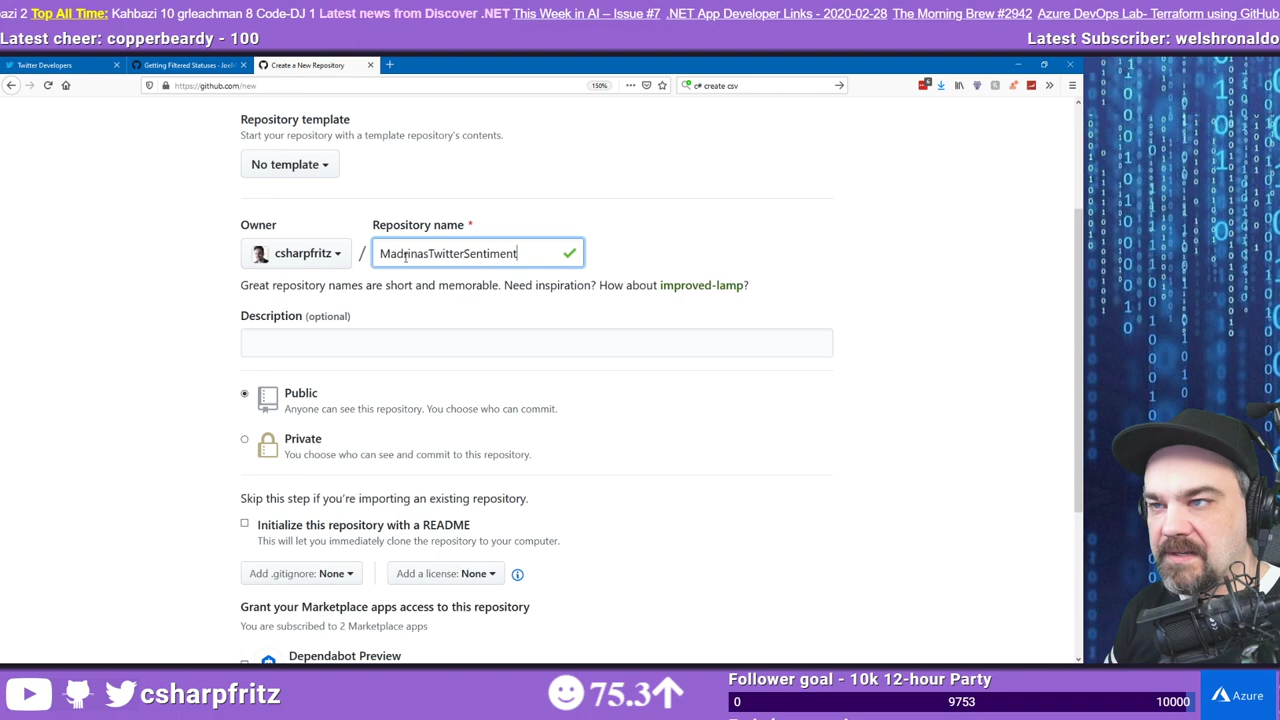 azi 2 Top All Time: Kahbazi 10 grleachman 8 Code-DJ 1 Latest news from Discover .NET This Week in AI – Issue #7 .NET App Developer Links - 2020-02-28 The Morning Brew #2942 Azure DevOps Lab- Terraform using GitHub
Latest cheer: copperbeardy - 100
Latest Subscriber: welshronaldo
Twitter Developers
Getting Filtered Statuses - JoeM
Create a New Repository
https://github.com/new
150%
c# create csv
Repository template
Start your repository with a template repository's contents.
No template
Owner
Repository name *
csharpfritz
/
MadrinasTwitterSentiment
Great repository names are short and memorable. Need inspiration? How about improved-lamp?
Description (optional)
Public
Anyone can see this repository. You choose who can commit.
Private
You choose who can see and commit to this repository.
Skip this step if you're importing an existing repository.
Initialize this repository with a README
This will let you immediately clone the repository to your computer.
Add .gitignore: None
Add a license: None
Grant your Marketplace apps access to this repository
You are subscribed to 2 Marketplace apps
Dependabot Preview
csharpfritz
75.3
Follower goal - 10k 12-hour Party
0
9753
10000
Azure